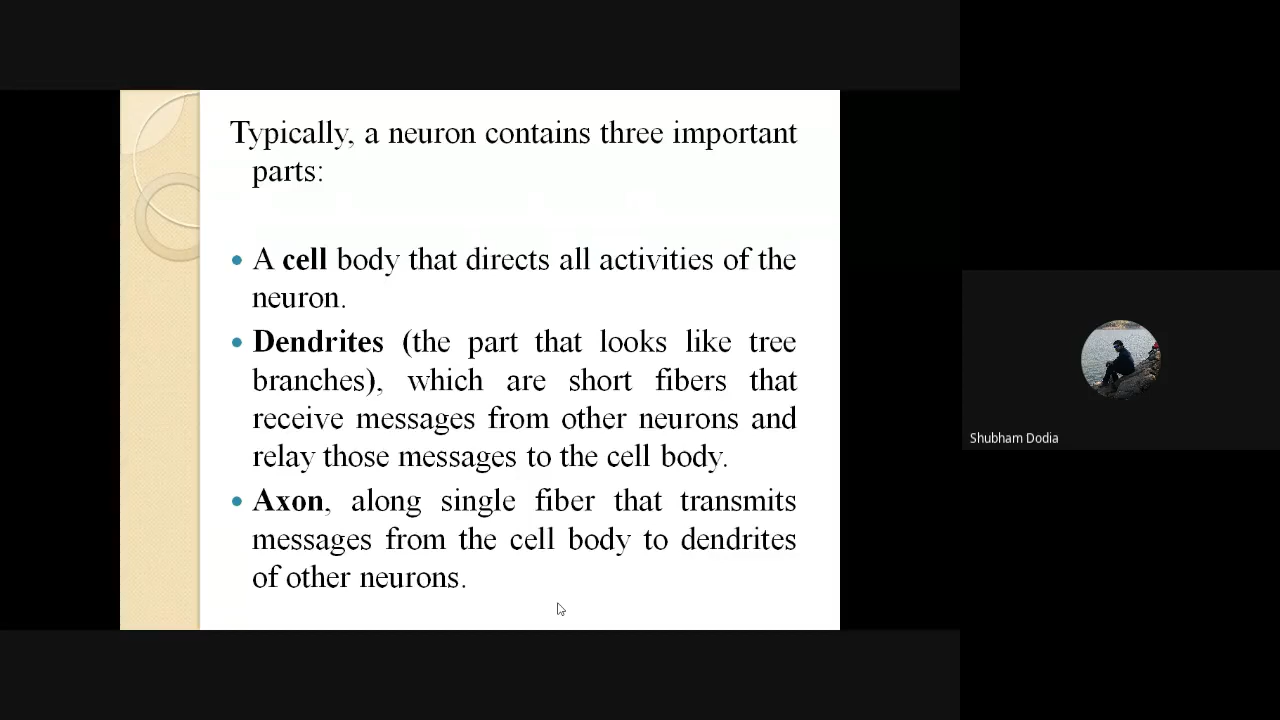 Typically, a neuron contains three important
parts:
• A cell body that directs all activities of the
neuron.
• Dendrites (the part that looks like tree
branches), which are short fibers that
receive messages from other neurons and
relay those messages to the cell body.
• Axon, along single fiber that transmits
messages from the cell body to dendrites
of other neurons.
Shubham Dodia